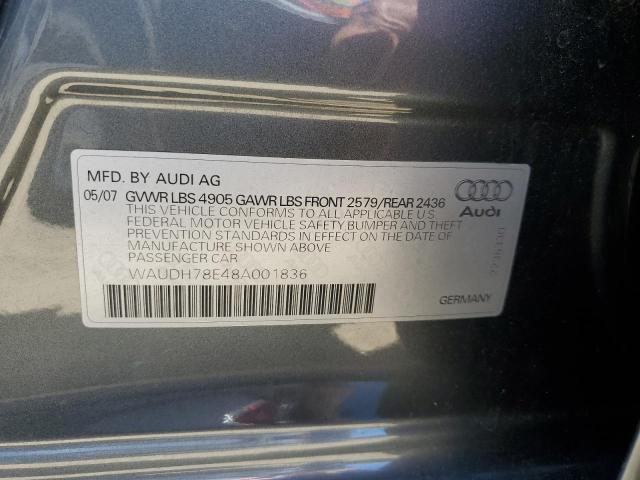 MFD. BY AUDI AG
05/07 GVWR LBS 4905 GAWR LBS FRONT 2579/REAR 2436
THIS VEHICLE CONFORMS TO ALL APPLICABLE U.S.
FEDERAL MOTOR VEHICLE SAFETY BUMPER AND THEFT
PREVENTION STANDARDS IN EFFECT ON THE DATE OF
MANUFACTURE SHOWN ABOVE
PASSENGER CAR
WAUDH78E48A001836
Audi
GERMANY